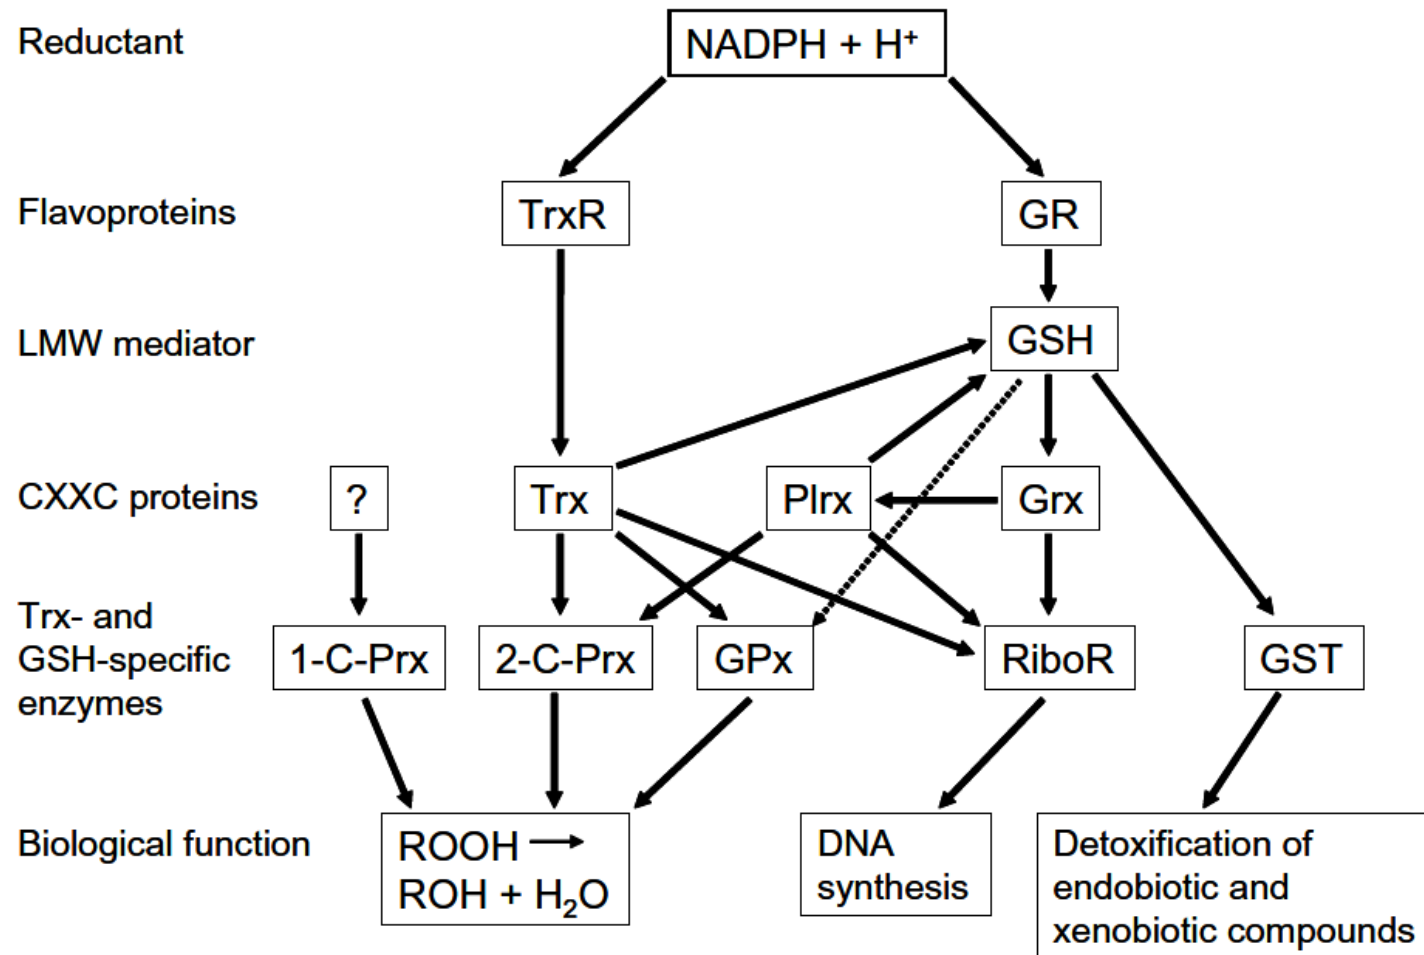 Reductant
NADPH + H⁺
Flavoproteins
TrxR
GR
LMW mediator
GSH
CXXC proteins
?
Trx
Plrx
Grx
Trx- and
GSH-specific
enzymes
1-C-Prx
2-C-Prx
GPx
RiboR
GST
Biological function
ROOH →
ROH + H₂O
DNA
synthesis
Detoxification of
endobiotic and
xenobiotic compounds